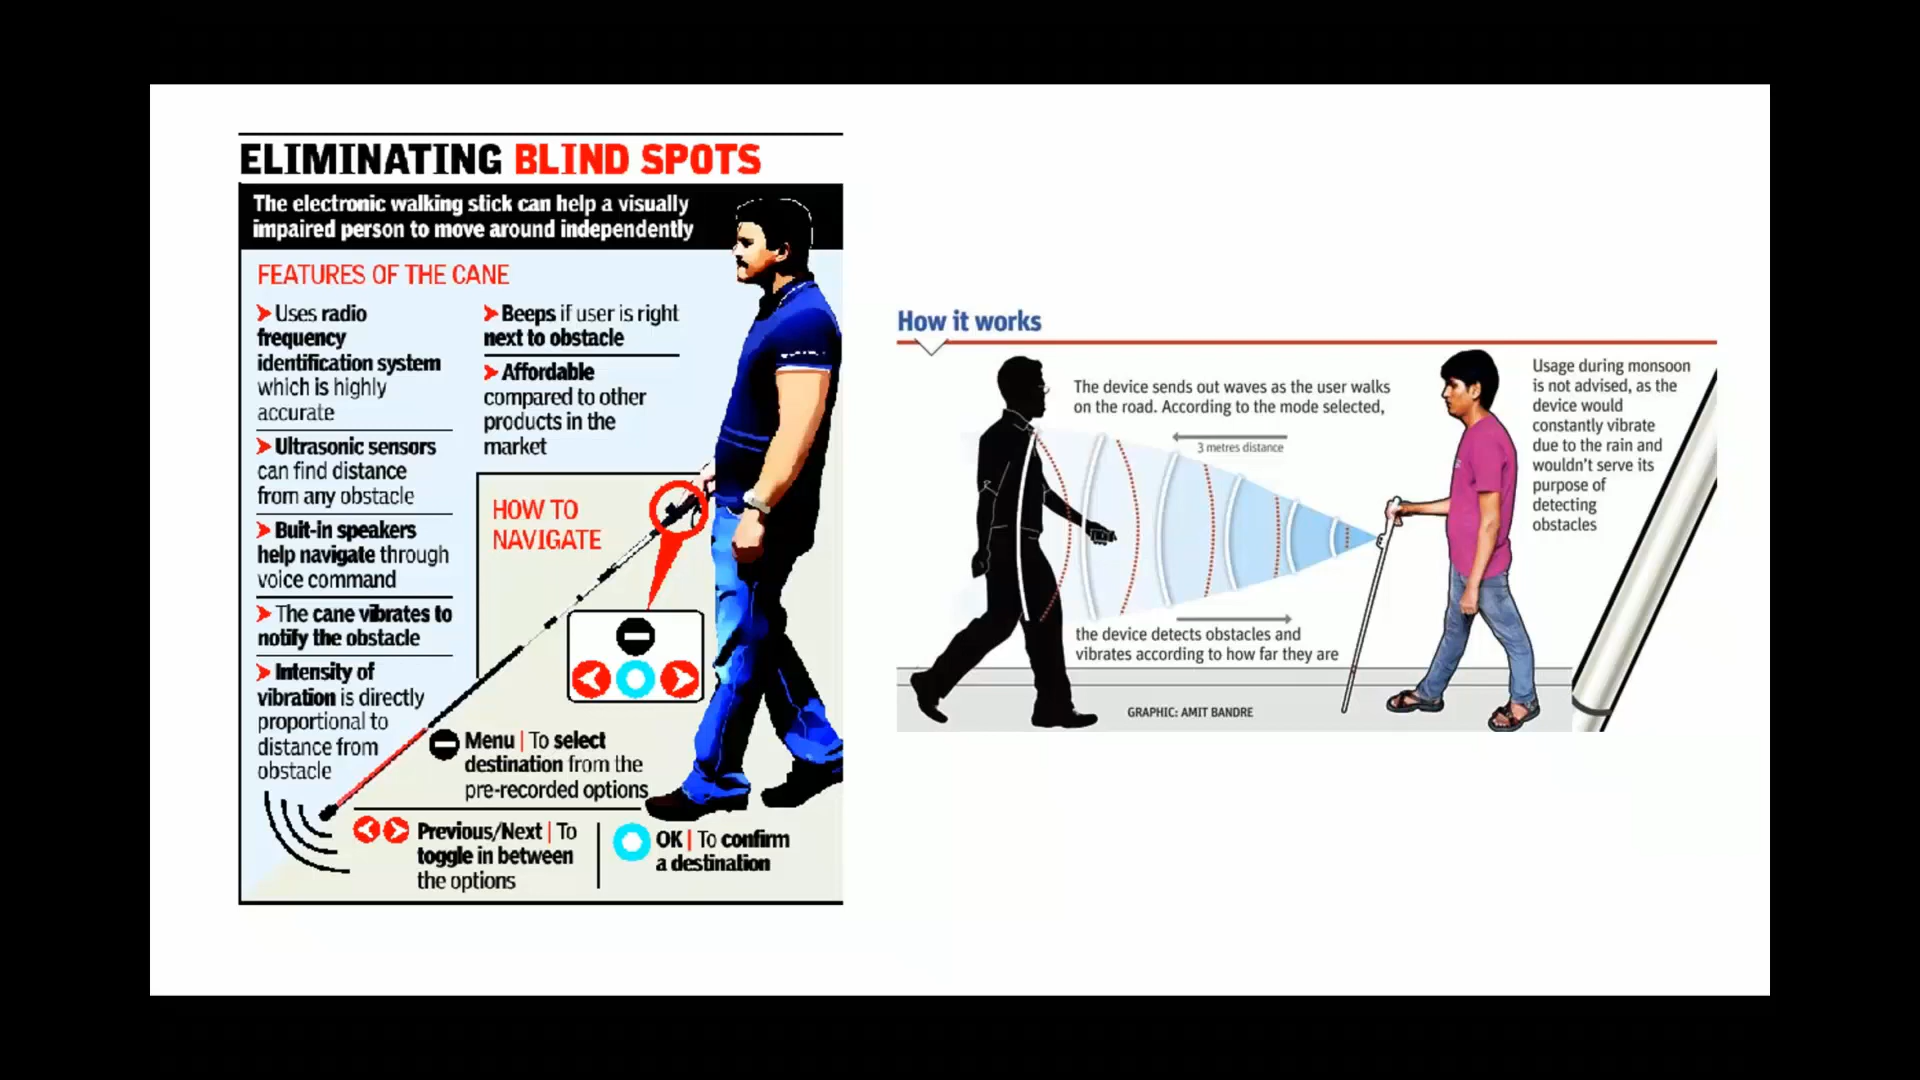 ELIMINATING BLIND SPOTS
The electronic walking stick can help a visually
impaired person to move around independently
FEATURES OF THE CANE
Uses radio
frequency
identification system
which is highly
accurate
Ultrasonic sensors
can find distance
from any obstacle
Buit-in speakers
help navigate through
voice command
The cane vibrates to
notify the obstacle
Intensity of
vibration is directly
proportional to
distance from
obstacle
Beeps if user is right
next to obstacle
Affordable
compared to other
products in the
market
HOW TO
NAVIGATE
Menu | To select
destination from the
pre-recorded options
Previous/Next | To
toggle in between
the options
OK | To confirm
a destination
How it works
The device sends out waves as the user walks
on the road. According to the mode selected,
3 metres distance
the device detects obstacles and
vibrates according to how far they are
GRAPHIC: AMIT BANDRE
Usage during monsoon
is not advised, as the
device would
constantly vibrate
due to the rain and
wouldn't serve its
purpose of
detecting
obstacles